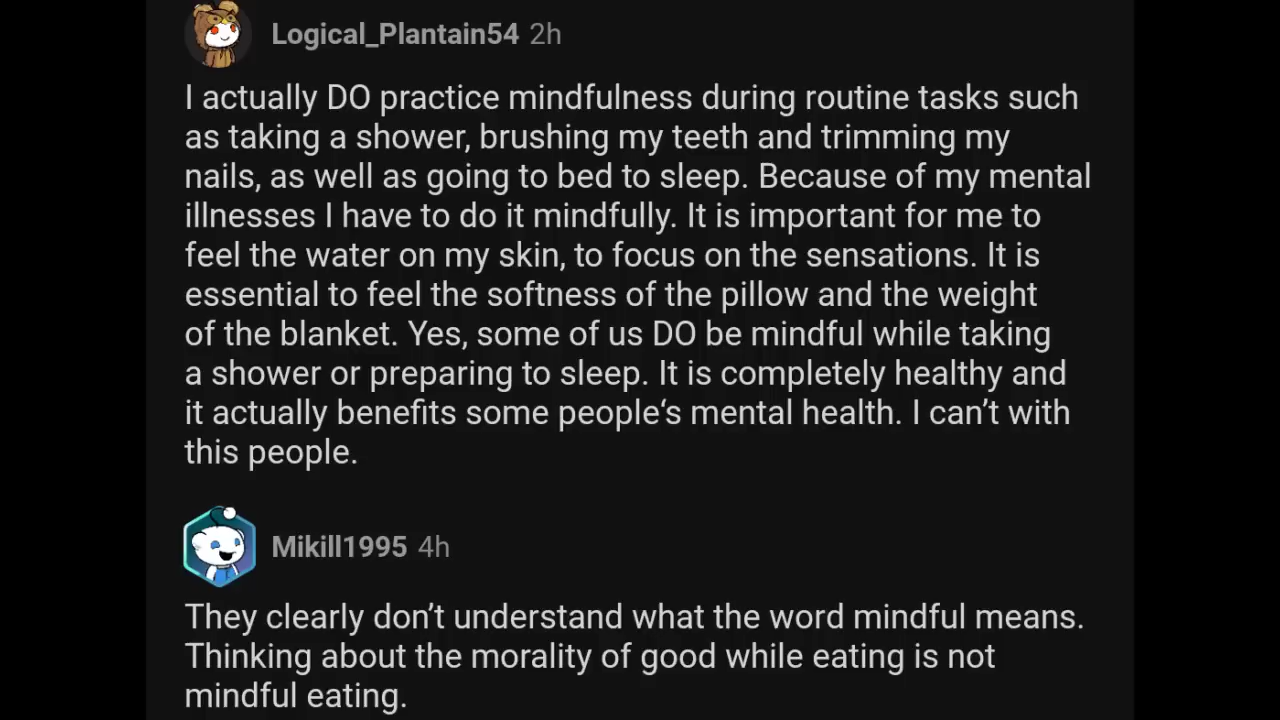 Logical_Plantain54 2h
I actually DO practice mindfulness during routine tasks such
as taking a shower, brushing my teeth and trimming my
nails, as well as going to bed to sleep. Because of my mental
illnesses I have to do it mindfully. It is important for me to
feel the water on my skin, to focus on the sensations. It is
essential to feel the softness of the pillow and the weight
of the blanket. Yes, some of us DO be mindful while taking
a shower or preparing to sleep. It is completely healthy and
it actually benefits some people‘s mental health. I can’t with
this people.
Mikill1995 4h
They clearly don’t understand what the word mindful means.
Thinking about the morality of good while eating is not
mindful eating.